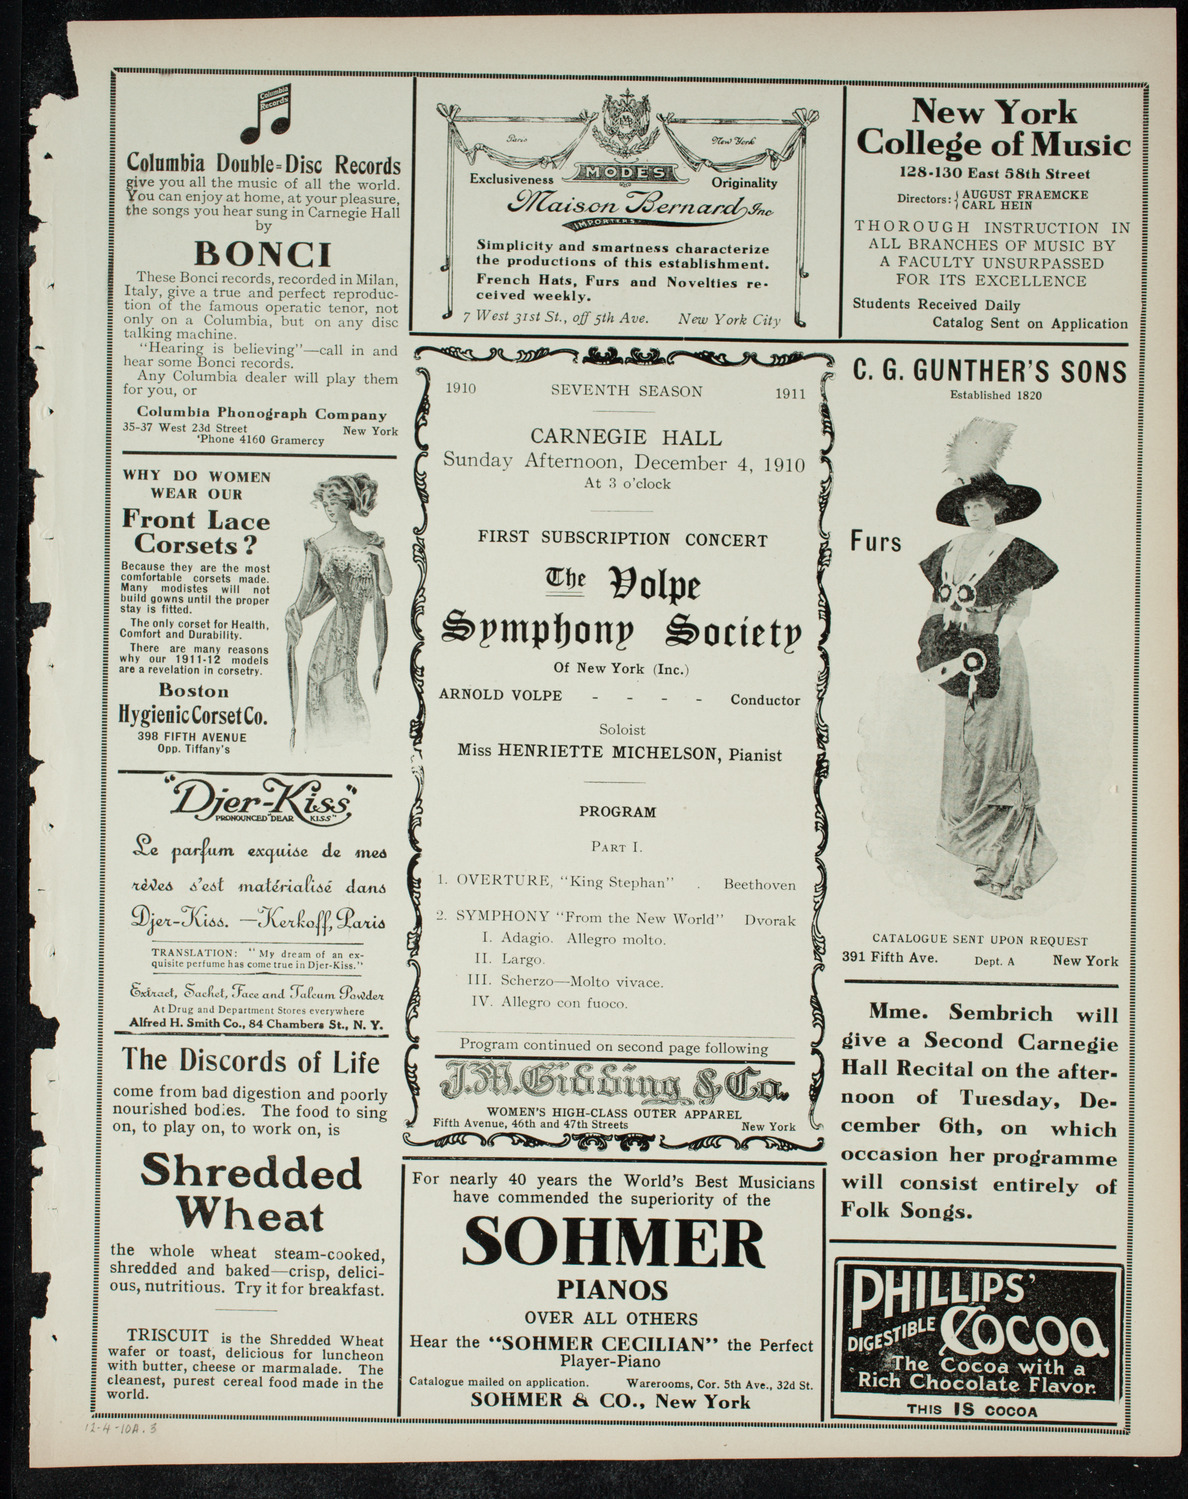 Columbia
Records
Columbia Double=Disc Records
give you all the music of all the world.
You can enjoy at home, at your pleasure,
the songs you hear sung in Carnegie Hall
by
BONCI
These Bonci records, recorded in Milan,
Italy, give a true and perfect reproduc-
tion of the famous operatic tenor, not
only on a Columbia, but on any disc
talking machine.
"Hearing is believing"—call in and
hear some Bonci records.
Any Columbia dealer will play them
for you, or
Columbia Phonograph Company
35-37 West 23d Street New York
'Phone 4160 Gramercy
WHY DO WOMEN
WEAR OUR
Front Lace
Corsets?
Because they are the most
comfortable corsets made.
Many modistes will not
build gowns until the proper
stay is fitted.
The only corset for Health,
Comfort and Durability.
There are many reasons
why our 1911-12 models
are a revelation in corsetry.
Boston
Hygienic Corset Co.
398 FIFTH AVENUE
Opp. Tiffany's
"Djer-Kiss"
PRONOUNCED "DEAR KISS"
Le parfum exquise de mes
rèves s'est matérialisé dans
Djer-Kiss. —Kerkoff, Paris
TRANSLATION: "My dream of an ex-
quisite perfume has come true in Djer-Kiss."
Extract, Sachet, Face and Talcum Powder
At Drug and Department Stores everywhere
Alfred H. Smith Co., 84 Chambers St., N. Y.
The Discords of Life
come from bad digestion and poorly
nourished bodies. The food to sing
on, to play on, to work on, is
Shredded
Wheat
the whole wheat steam-cooked,
shredded and baked—crisp, delici-
ous, nutritious. Try it for breakfast.
TRISCUIT is the Shredded Wheat
wafer or toast, delicious for luncheon
with butter, cheese or marmalade. The
cleanest, purest cereal food made in the
world.
12-4-10A.3
Paris New York
MODES
Exclusiveness Originality
Maison Bernard Inc
IMPORTERS
Simplicity and smartness characterize
the productions of this establishment.
French Hats, Furs and Novelties re-
ceived weekly.
7 West 31st St., off 5th Ave. New York City
1910 SEVENTH SEASON 1911
CARNEGIE HALL
Sunday Afternoon, December 4, 1910
At 3 o'clock
FIRST SUBSCRIPTION CONCERT
The Volpe
Symphony Society
Of New York (Inc.)
ARNOLD VOLPE - - - - Conductor
Soloist
Miss HENRIETTE MICHELSON, Pianist
PROGRAM
PART I.
1. OVERTURE, "King Stephan" . Beethoven
2. SYMPHONY "From the New World" Dvorak
I. Adagio. Allegro molto.
II. Largo.
III. Scherzo—Molto vivace.
IV. Allegro con fuoco.
Program continued on second page following
J. M. Gidding & Co.
WOMEN'S HIGH-CLASS OUTER APPAREL
Fifth Avenue, 46th and 47th Streets New York
For nearly 40 years the World's Best Musicians
have commended the superiority of the
SOHMER
PIANOS
OVER ALL OTHERS
Hear the "SOHMER CECILIAN" the Perfect
Player-Piano
Catalogue mailed on application. Warerooms, Cor. 5th Ave., 32d St.
SOHMER & CO., New York
New York
College of Music
128-130 East 58th Street
Directors: { AUGUST FRAEMCKE
CARL HEIN
THOROUGH INSTRUCTION IN
ALL BRANCHES OF MUSIC BY
A FACULTY UNSURPASSED
FOR ITS EXCELLENCE
Students Received Daily
Catalog Sent on Application
C. G. GUNTHER'S SONS
Established 1820
Furs
CATALOGUE SENT UPON REQUEST
391 Fifth Ave. Dept. A New York
Mme. Sembrich will
give a Second Carnegie
Hall Recital on the after-
noon of Tuesday, De-
cember 6th, on which
occasion her programme
will consist entirely of
Folk Songs.
PHILLIPS'
DIGESTIBLE COCOA
The Cocoa with a
Rich Chocolate Flavor.
THIS IS COCOA